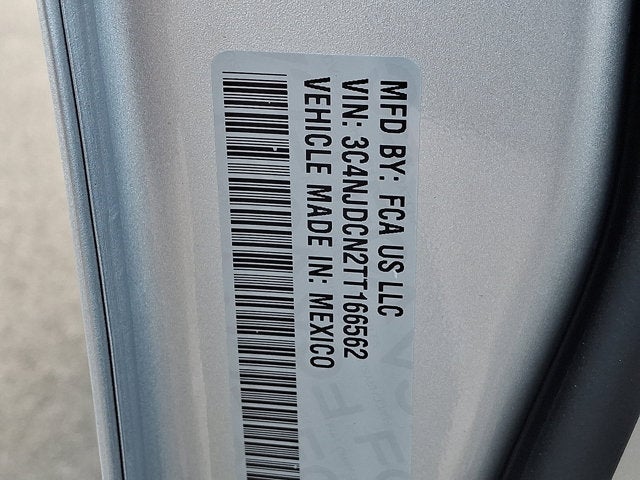 MFD BY: FCA US LLC
VIN: 3C4NJDCN2TT166562
VEHICLE MADE IN: MEXICO